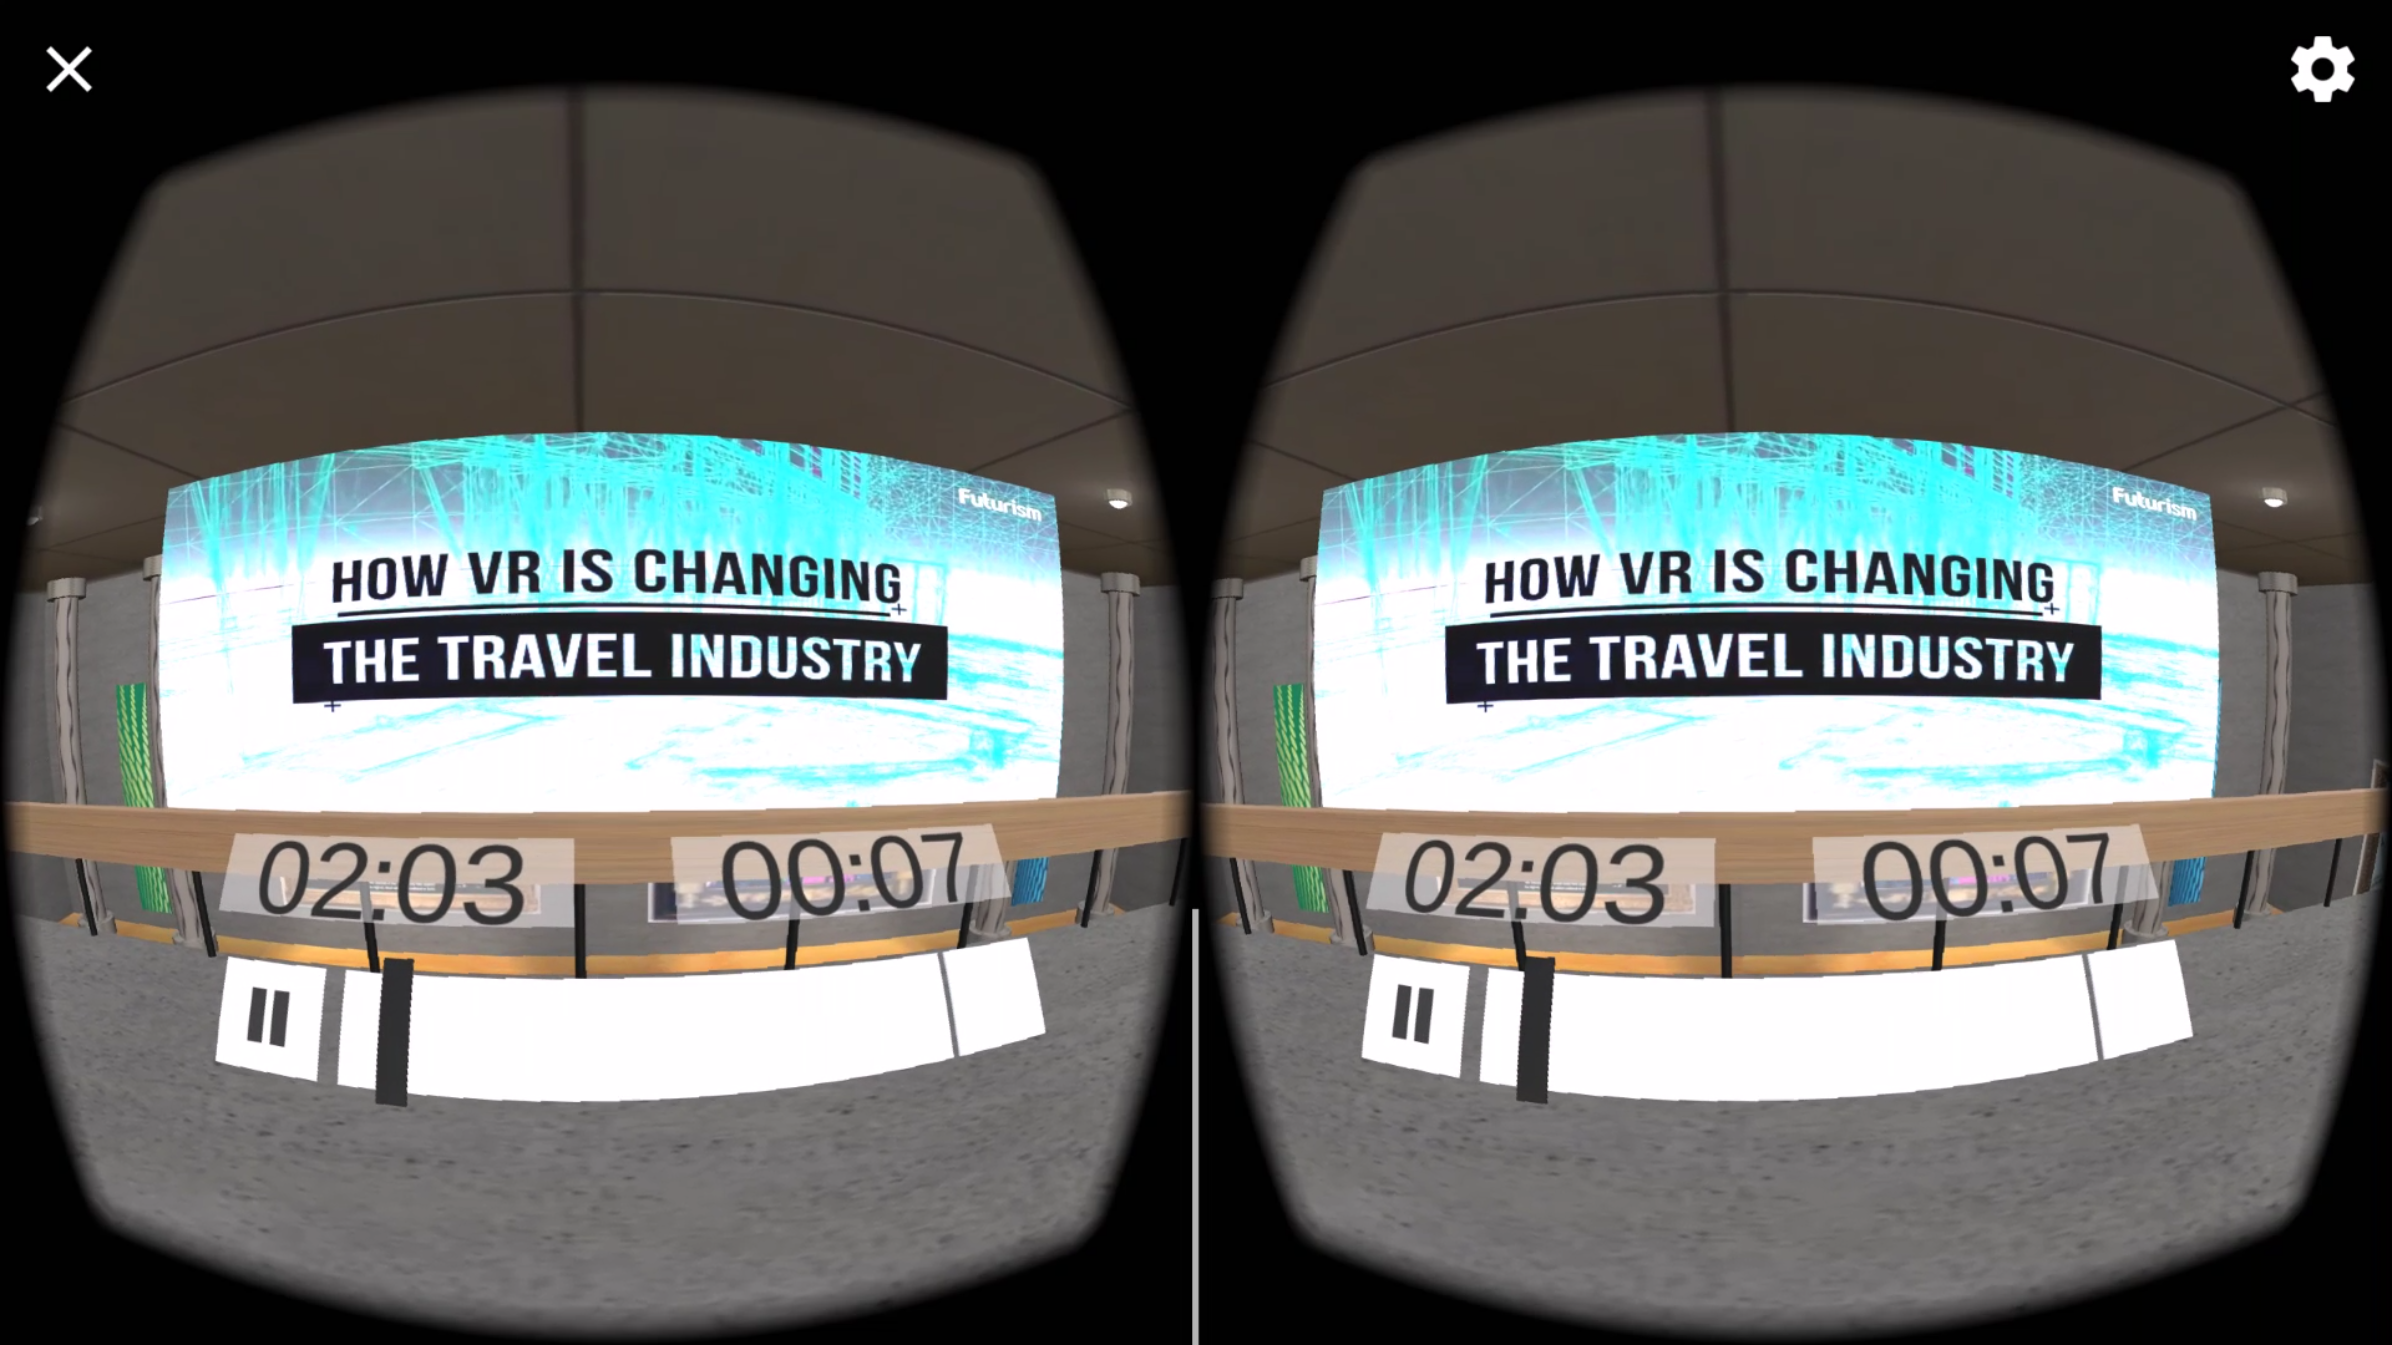 Futurism
HOW VR IS CHANGING
THE TRAVEL INDUSTRY
02:03 00:07
Futurism
HOW VR IS CHANGING
THE TRAVEL INDUSTRY
02:03 00:07